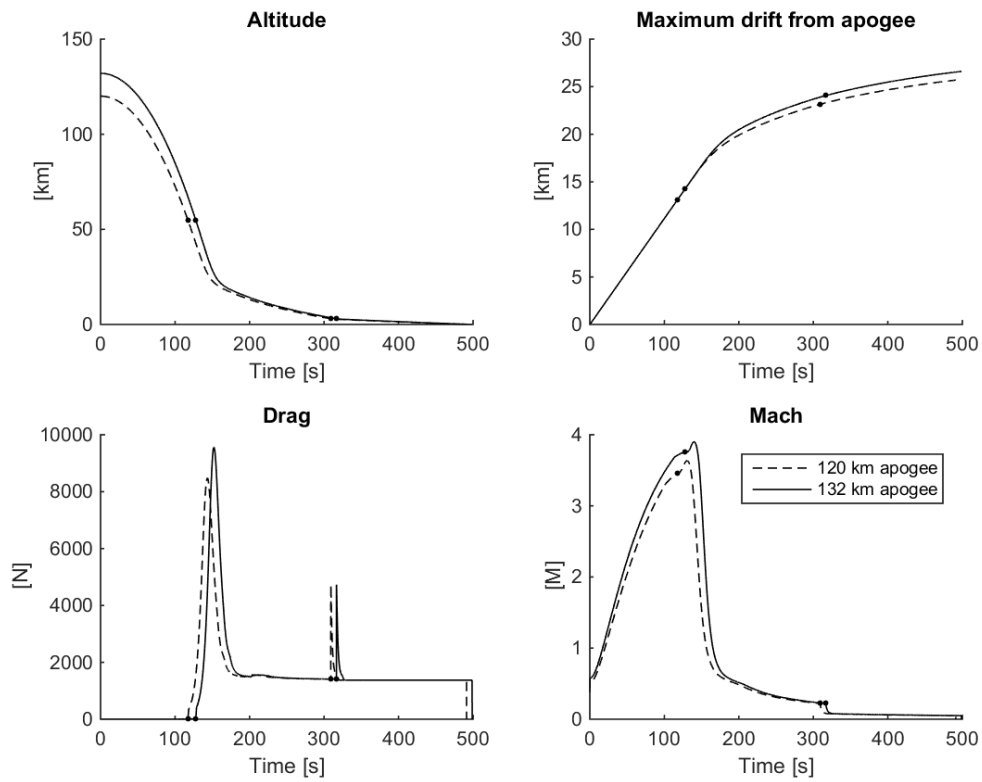 Altitude
150
100
50
0
[km]
0 100 200 300 400 500
Time [s]
Maximum drift from apogee
30
25
20
15
10
5
0
[km]
0 100 200 300 400 500
Time [s]
Drag
10000
8000
6000
4000
2000
0
[N]
0 100 200 300 400 500
Time [s]
Mach
4
3
2
1
0
[M]
120 km apogee
132 km apogee
0 100 200 300 400 500
Time [s]